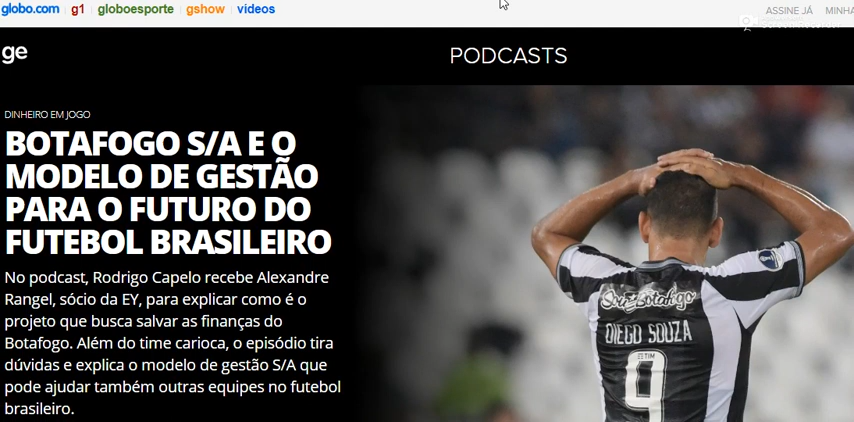 globo.com g1 globoesporte gshow vídeos
ASSINE JÁ MINHA
ge
PODCASTS
DINHEIRO EM JOGO
BOTAFOGO S/A E O
MODELO DE GESTÃO
PARA O FUTURO DO
FUTEBOL BRASILEIRO
No podcast, Rodrigo Capelo recebe Alexandre
Rangel, sócio da EY, para explicar como é o
projeto que busca salvar as finanças do
Botafogo. Além do time carioca, o episódio tira
dúvidas e explica o modelo de gestão S/A que
pode ajudar também outras equipes no futebol
brasileiro.
DIEGO SOUZA
9